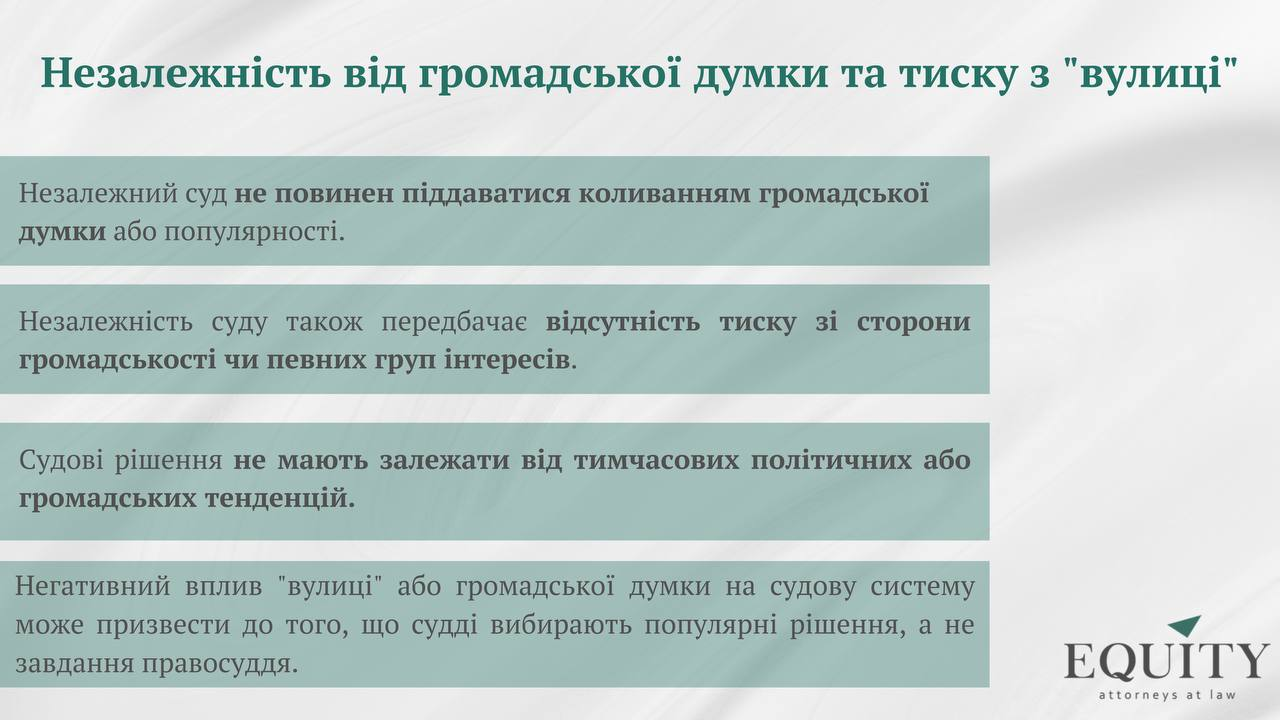 Незалежність від громадської думки та тиску з "вулиці"
Незалежний суд не повинен піддаватися коливанням громадської
думки або популярності.
Незалежність суду також передбачає відсутність тиску зі сторони
громадськості чи певних груп інтересів.
Судові рішення не мають залежати від тимчасових політичних або
громадських тенденцій.
Негативний вплив "вулиці" або громадської думки на судову систему
може призвести до того, що судді вибирають популярні рішення, а не
завдання правосуддя.
EQUITY
attorneys at law